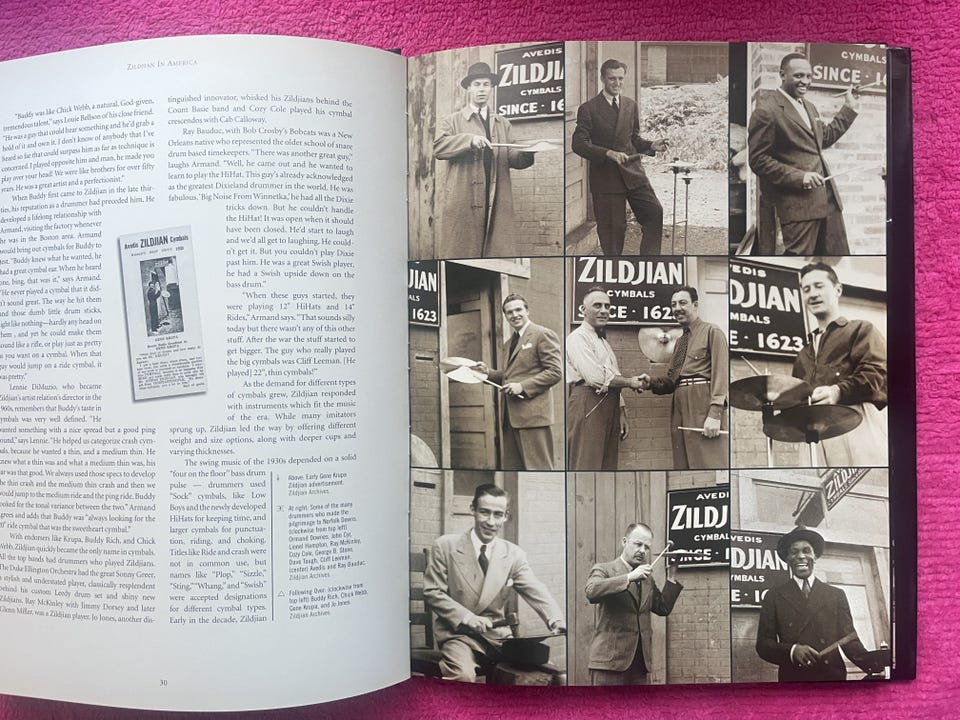 ZILDJIAN IN AMERICA
"Buddy was like Chick Webb, a natural, God-given,
tremendous talent," says Louie Bellson of his close friend.
"He was a guy that could hear something and he'd grab a
hold of it and own it. I don't know of anybody that I've
heard so far that could surpass him as far as technique is
concerned. I played opposite him and man, he made you
play over your head! We were like brothers for over fifty
years. He was a great artist and a perfectionist."
When Buddy first came to Zildjian in the late thir-
ties, his reputation as a drummer had preceded him. He
developed a lifelong relationship with
Armand, visiting the factory whenever
he was in the Boston area. Armand
would bring out cymbals for Buddy to
test. "Buddy knew what he wanted, he
had a great cymbal ear. When he heard
one, bing, that was it," says Armand.
"He never played a cymbal that it did-
n't sound great. The way he hit them
and those dumb little drum sticks,
light like nothing—hardly any head on
them , and yet he could make them
sound like a rifle, or play just as pretty
as you want on a cymbal. When that
guy would jump on a ride cymbal, it
was pretty."
Lennie DiMuzio, who became
Zildjian's artist relation's director in the
1960s, remembers that Buddy's taste in
cymbals was very well defined. "He
wanted something with a nice spread but a good ping
sound," says Lennie. "He helped us categorize crash cym-
bals, because he wanted a thin, and a medium thin. He
knew what a thin was and what a medium thin was, his
ear was that good. We always used those specs to develop
the thin crash and the medium thin crash and then we
would jump to the medium ride and the ping ride. Buddy
looked for the tonal variance between the two." Armand
agrees and adds that Buddy was "always looking for the
20" ride cymbal that was the sweetheart cymbal."
With endorsers like Krupa, Buddy Rich, and Chick
Webb, Zildjian quickly became the only name in cymbals.
All the top bands had drummers who played Zildjians.
The Duke Ellington Orchestra had the great Sonny Greer,
a stylish and understated player, classically resplendent
behind his custom Leedy drum set and shiny new
Zildjians. Ray McKinley with Jimmy Dorsey and later
Glenn Miller, was a Zildjian player. Jo Jones, another dis-
tinguished innovator, whisked his Zildjians behind the
Count Basie band and Cozy Cole played his cymbal
crescendos with Cab Calloway.
Ray Bauduc, with Bob Crosby's Bobcats was a New
Orleans native who represented the older school of snare
drum based timekeepers. "There was another great guy,"
laughs Armand. "Well, he came out and he wanted to
learn to play the HiHat. This guy's already acknowledged
as the greatest Dixieland drummer in the world. He was
fabulous, 'Big Noise From Winnetka,' he had all the Dixie
tricks down. But he couldn't handle
the HiHat! It was open when it should
have been closed. He'd start to laugh
and we'd all get to laughing. He could-
n't get it. But you couldn't play Dixie
past him. He was a great Swish player,
he had a Swish upside down on the
bass drum."
"When these guys started, they
were playing 12" HiHats and 14"
Rides," Armand says. "That sounds silly
today but there wasn't any of this other
stuff. After the war the stuff started to
get bigger. The guy who really played
the big cymbals was Cliff Leeman. [He
played] 22", thin cymbals!"
As the demand for different types
of cymbals grew, Zildjian responded
with instruments which fit the music
of the era. While many imitators
sprung up, Zildjian led the way by offering different
weight and size options, along with deeper cups and
varying thicknesses.
The swing music of the 1930s depended on a solid
"four on the floor" bass drum
pulse — drummers used
"Sock" cymbals, like Low
Boys and the newly developed
HiHats for keeping time, and
larger cymbals for punctua-
tion, riding, and choking.
Titles like Ride and crash were
not in common use, but
names like "Plop," "Sizzle,"
"Sting,""Whang," and "Swish"
were accepted designations
for different cymbal types.
Early in the decade, Zildjian
Above: Early Gene Krupa
Zildjian advertisement.
Zildjian Archives.
At right: Some of the many
drummers who made the
pilgrimage to Norfolk Downs.
(clockwise from top left)
Ormand Downes, John Cyr,
Lionel Hampton, Ray McKinley,
Cozy Cole, George B. Stone,
Dave Tough, Cliff Leeman.
(center) Avedis and Ray Bauduc.
Zildjian Archives.
Following Over: (clockwise from
top left) Buddy Rich, Chick Webb,
Gene Krupa, and Jo Jones.
Zildjian Archives.
30
Avedis ZILDJIAN Cymbals
GENE KRUPA
AVEDIS
ZILDJI
CYMBALS
SINCE · 16
CYMBALS
SINCE · 16
JIAN
ALS
1623
ZILDJIAN
CYMBALS
SINCE · 162
EDIS
DJIAN
MBALS
E · 1623
AVEDI
ZILDJ
NCE · 16
ZILDJIAN
VEDIS
DJIAN
MBALS
E · 16